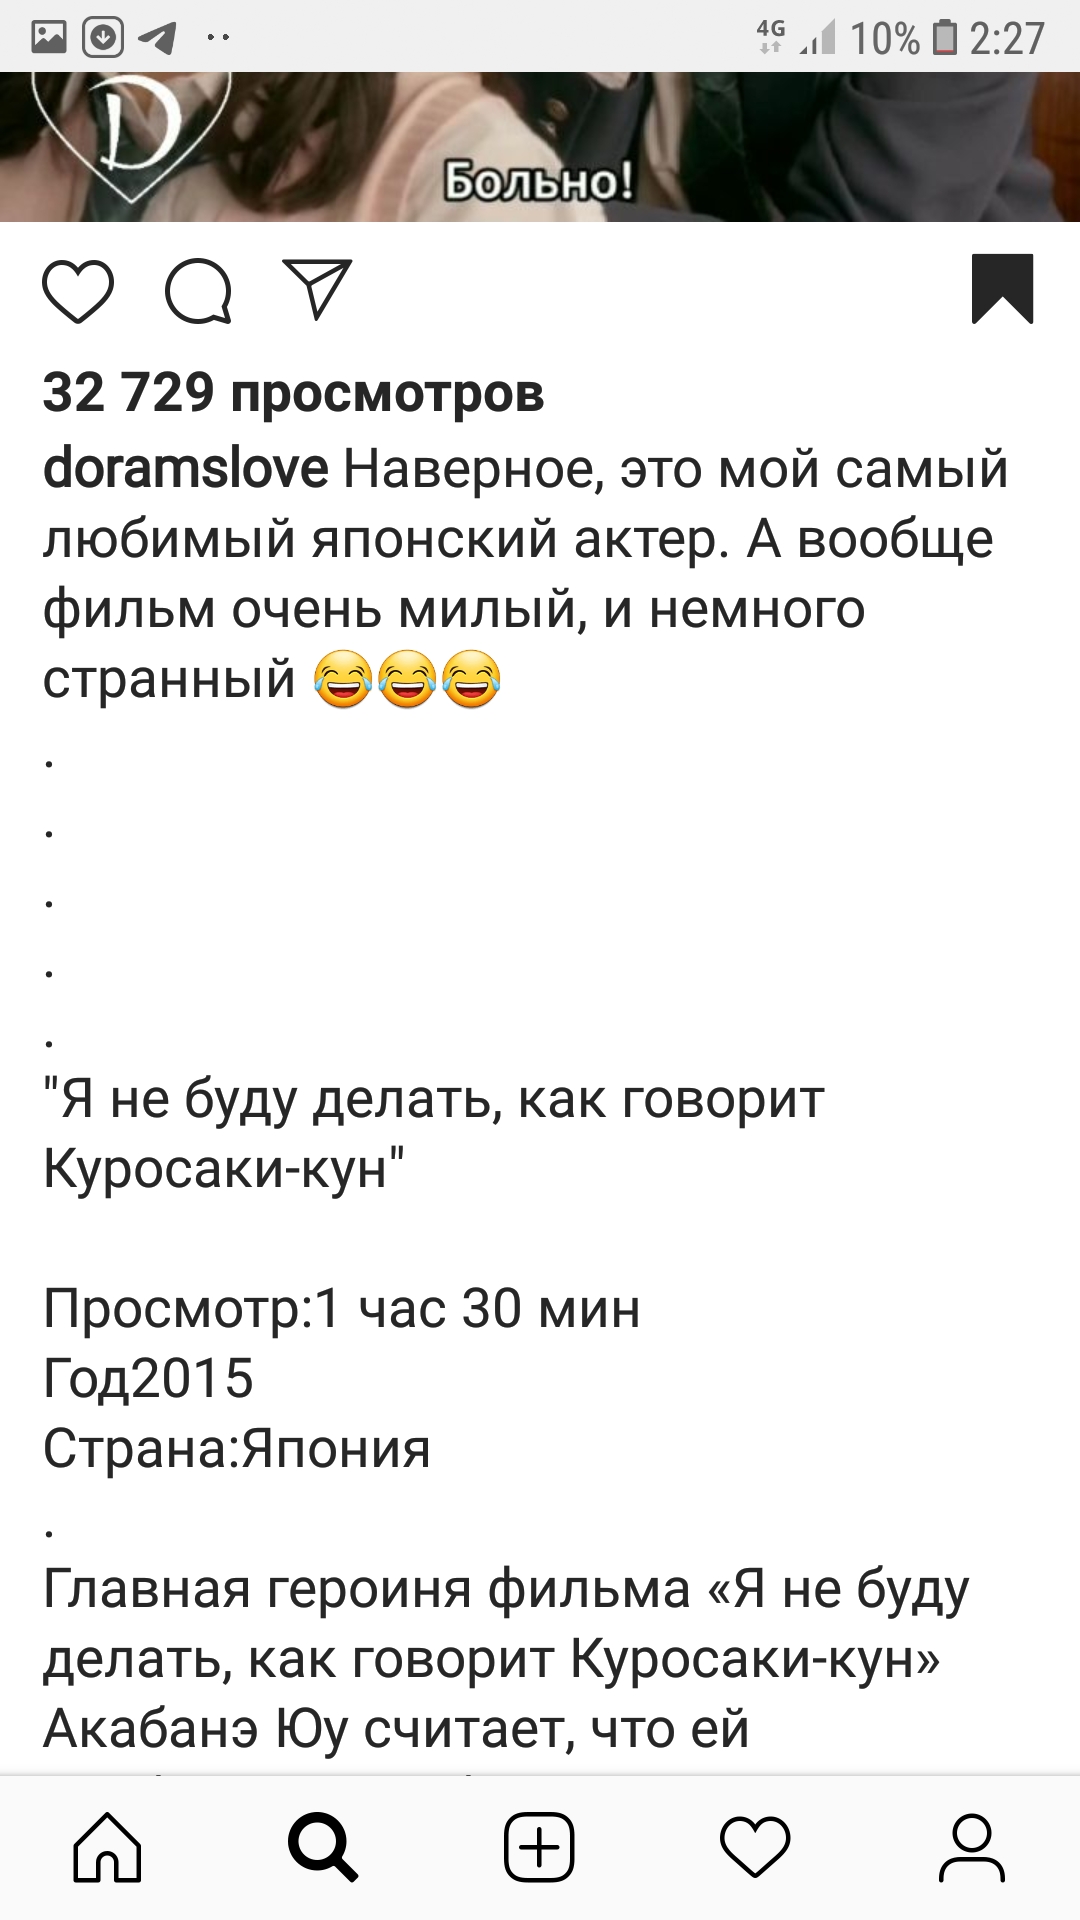 4G 10% 2:27
D
Больно!
32 729 просмотров
doramslove Наверное, это мой самый
любимый японский актер. А вообще
фильм очень милый, и немного
странный 😂😂😂
.
.
.
.
.
"Я не буду делать, как говорит
Куросаки-кун"
Просмотр:1 час 30 мин
Год2015
Страна:Япония
.
Главная героиня фильма «Я не буду
делать, как говорит Куросаки-кун»
Акабанэ Юу считает, что ей